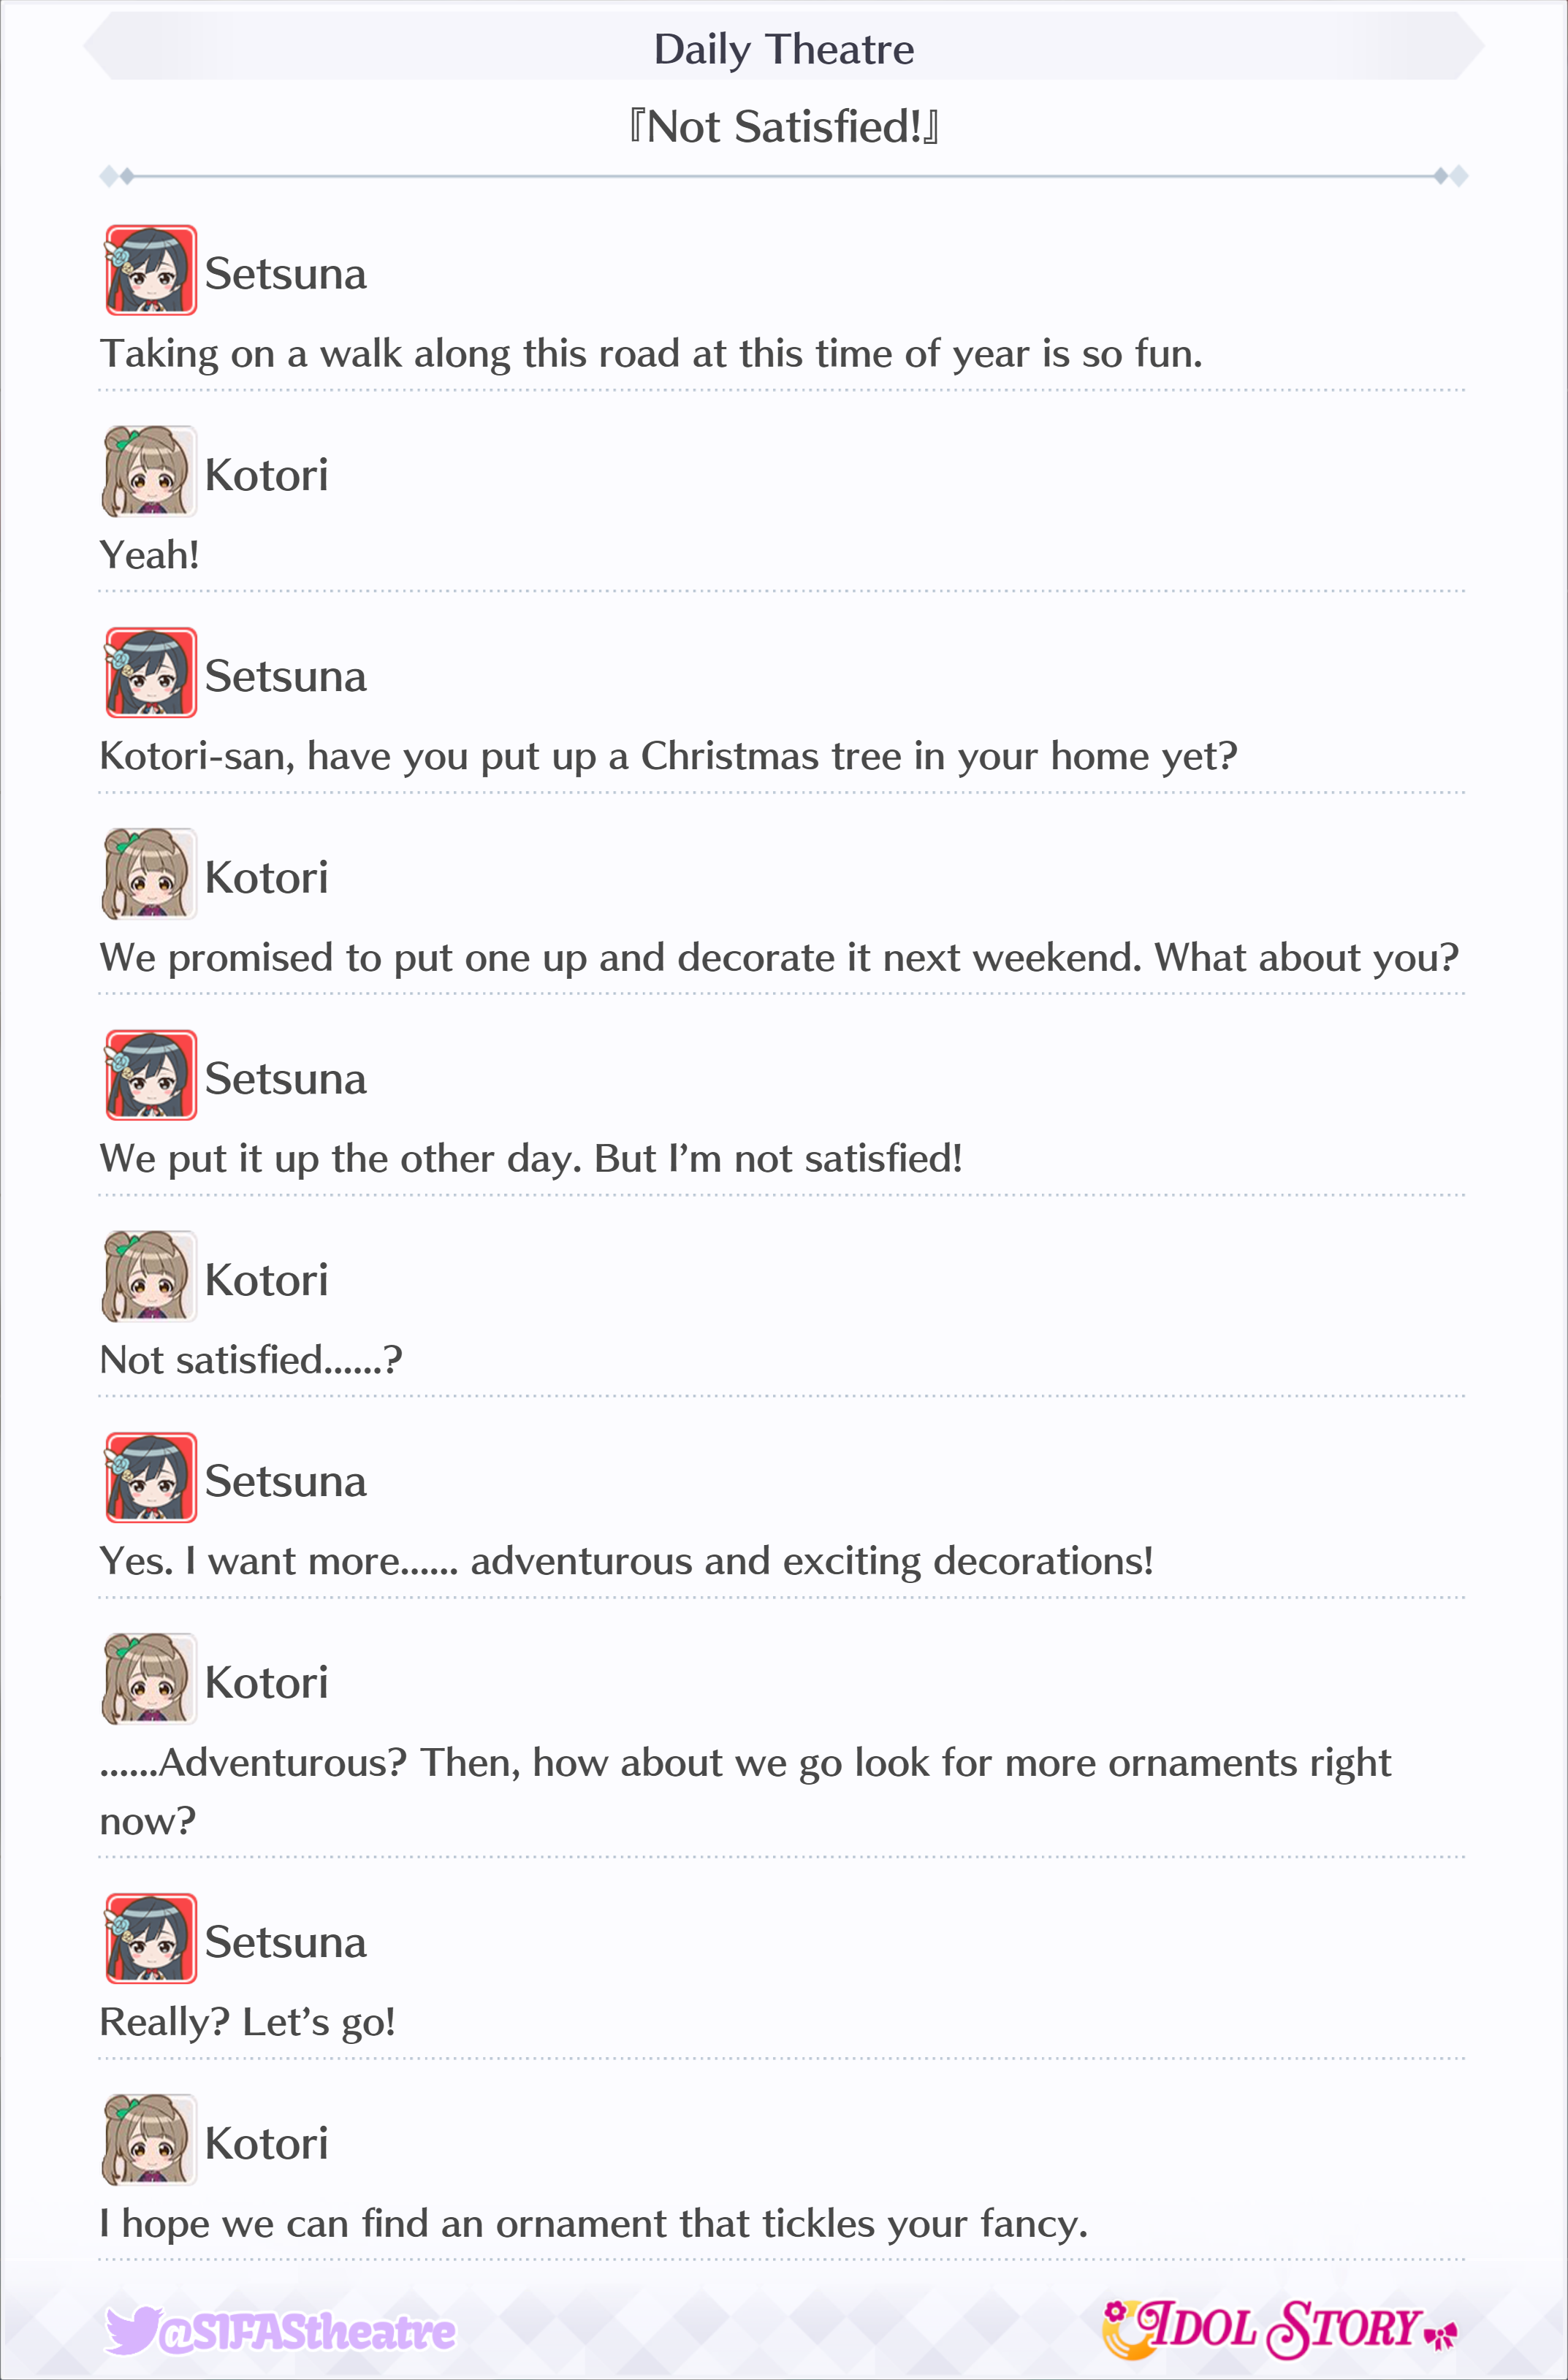 Daily Theatre
『Not Satisfied!』
Setsuna
Taking on a walk along this road at this time of year is so fun.
Kotori
Yeah!
Setsuna
Kotori-san, have you put up a Christmas tree in your home yet?
Kotori
We promised to put one up and decorate it next weekend. What about you?
Setsuna
We put it up the other day. But I’m not satisfied!
Kotori
Not satisfied......?
Setsuna
Yes. I want more...... adventurous and exciting decorations!
Kotori
......Adventurous? Then, how about we go look for more ornaments right
now?
Setsuna
Really? Let’s go!
Kotori
I hope we can find an ornament that tickles your fancy.
@SIFAStheatre
IDOL STORY